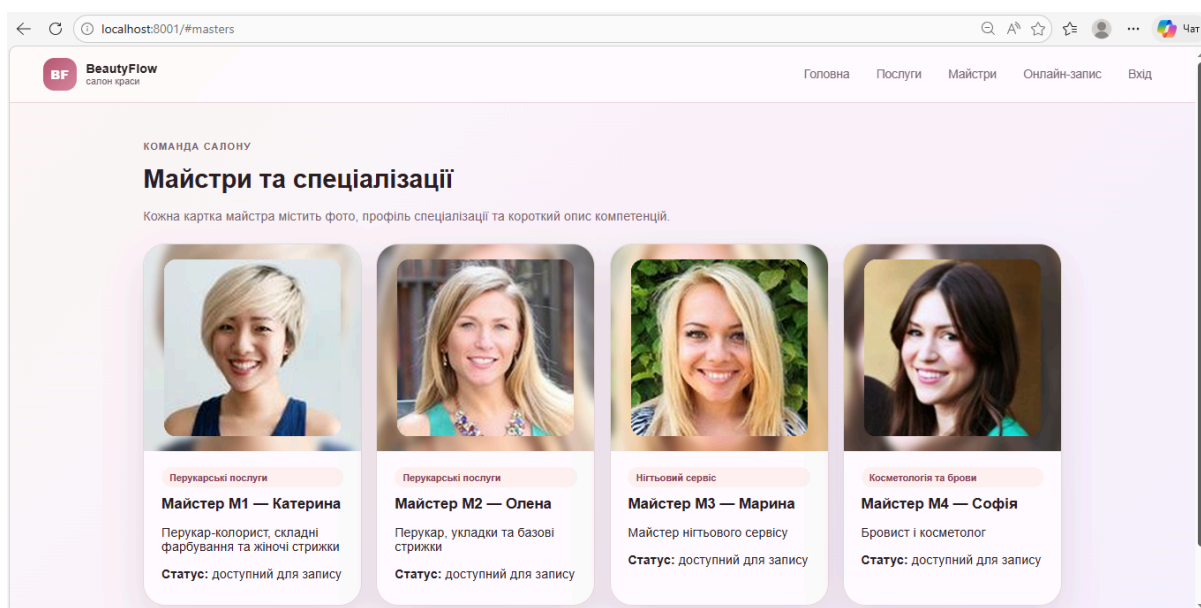 localhost:8001/#masters
Чат
BF
BeautyFlow
салон краси
Головна Послуги Майстри Онлайн-запис Вхід
КОМАНДА САЛОНУ
Майстри та спеціалізації
Кожна картка майстра містить фото, профіль спеціалізації та короткий опис компетенцій.
Перукарські послуги
Майстер M1 — Катерина
Перукар-колорист, складні
фарбування та жіночі стрижки
Статус: доступний для запису
Перукарські послуги
Майстер M2 — Олена
Перукар, укладки та базові
стрижки
Статус: доступний для запису
Нігтьовий сервіс
Майстер M3 — Марина
Майстер нігтьового сервісу
Статус: доступний для запису
Косметологія та брови
Майстер M4 — Софія
Бровист і косметолог
Статус: доступний для запису